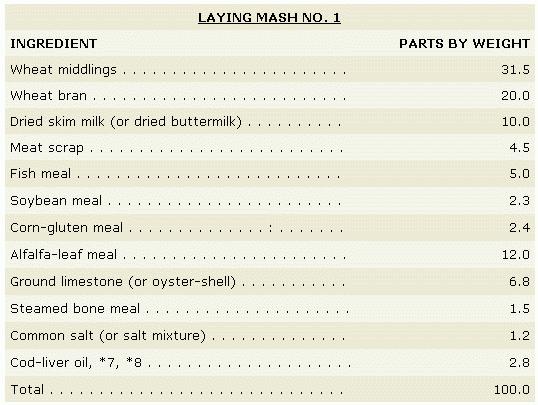 LAYING MASH NO. 1
INGREDIENT PARTS BY WEIGHT
Wheat middlings . . . . . . . . . . . . . . . . . . . . . . . . . . . 31.5
Wheat bran . . . . . . . . . . . . . . . . . . . . . . . . . . . . . . 20.0
Dried skim milk (or dried buttermilk) . . . . . . . . . . . 10.0
Meat scrap . . . . . . . . . . . . . . . . . . . . . . . . . . . . . . 4.5
Fish meal . . . . . . . . . . . . . . . . . . . . . . . . . . . . . . . . 5.0
Soybean meal . . . . . . . . . . . . . . . . . . . . . . . . . . . . 2.3
Corn-gluten meal . . . . . . . . . . . . . . . : . . . . . . . . 2.4
Alfalfa-leaf meal . . . . . . . . . . . . . . . . . . . . . . . . . . . 12.0
Ground limestone (or oyster-shell) . . . . . . . . . . . . 6.8
Steamed bone meal . . . . . . . . . . . . . . . . . . . . . . . . 1.5
Common salt (or salt mixture) . . . . . . . . . . . . . . . . 1.2
Cod-liver oil, *7, *8 . . . . . . . . . . . . . . . . . . . . . . . . 2.8
Total . . . . . . . . . . . . . . . . . . . . . . . . . . . . . . . . . . . 100.0